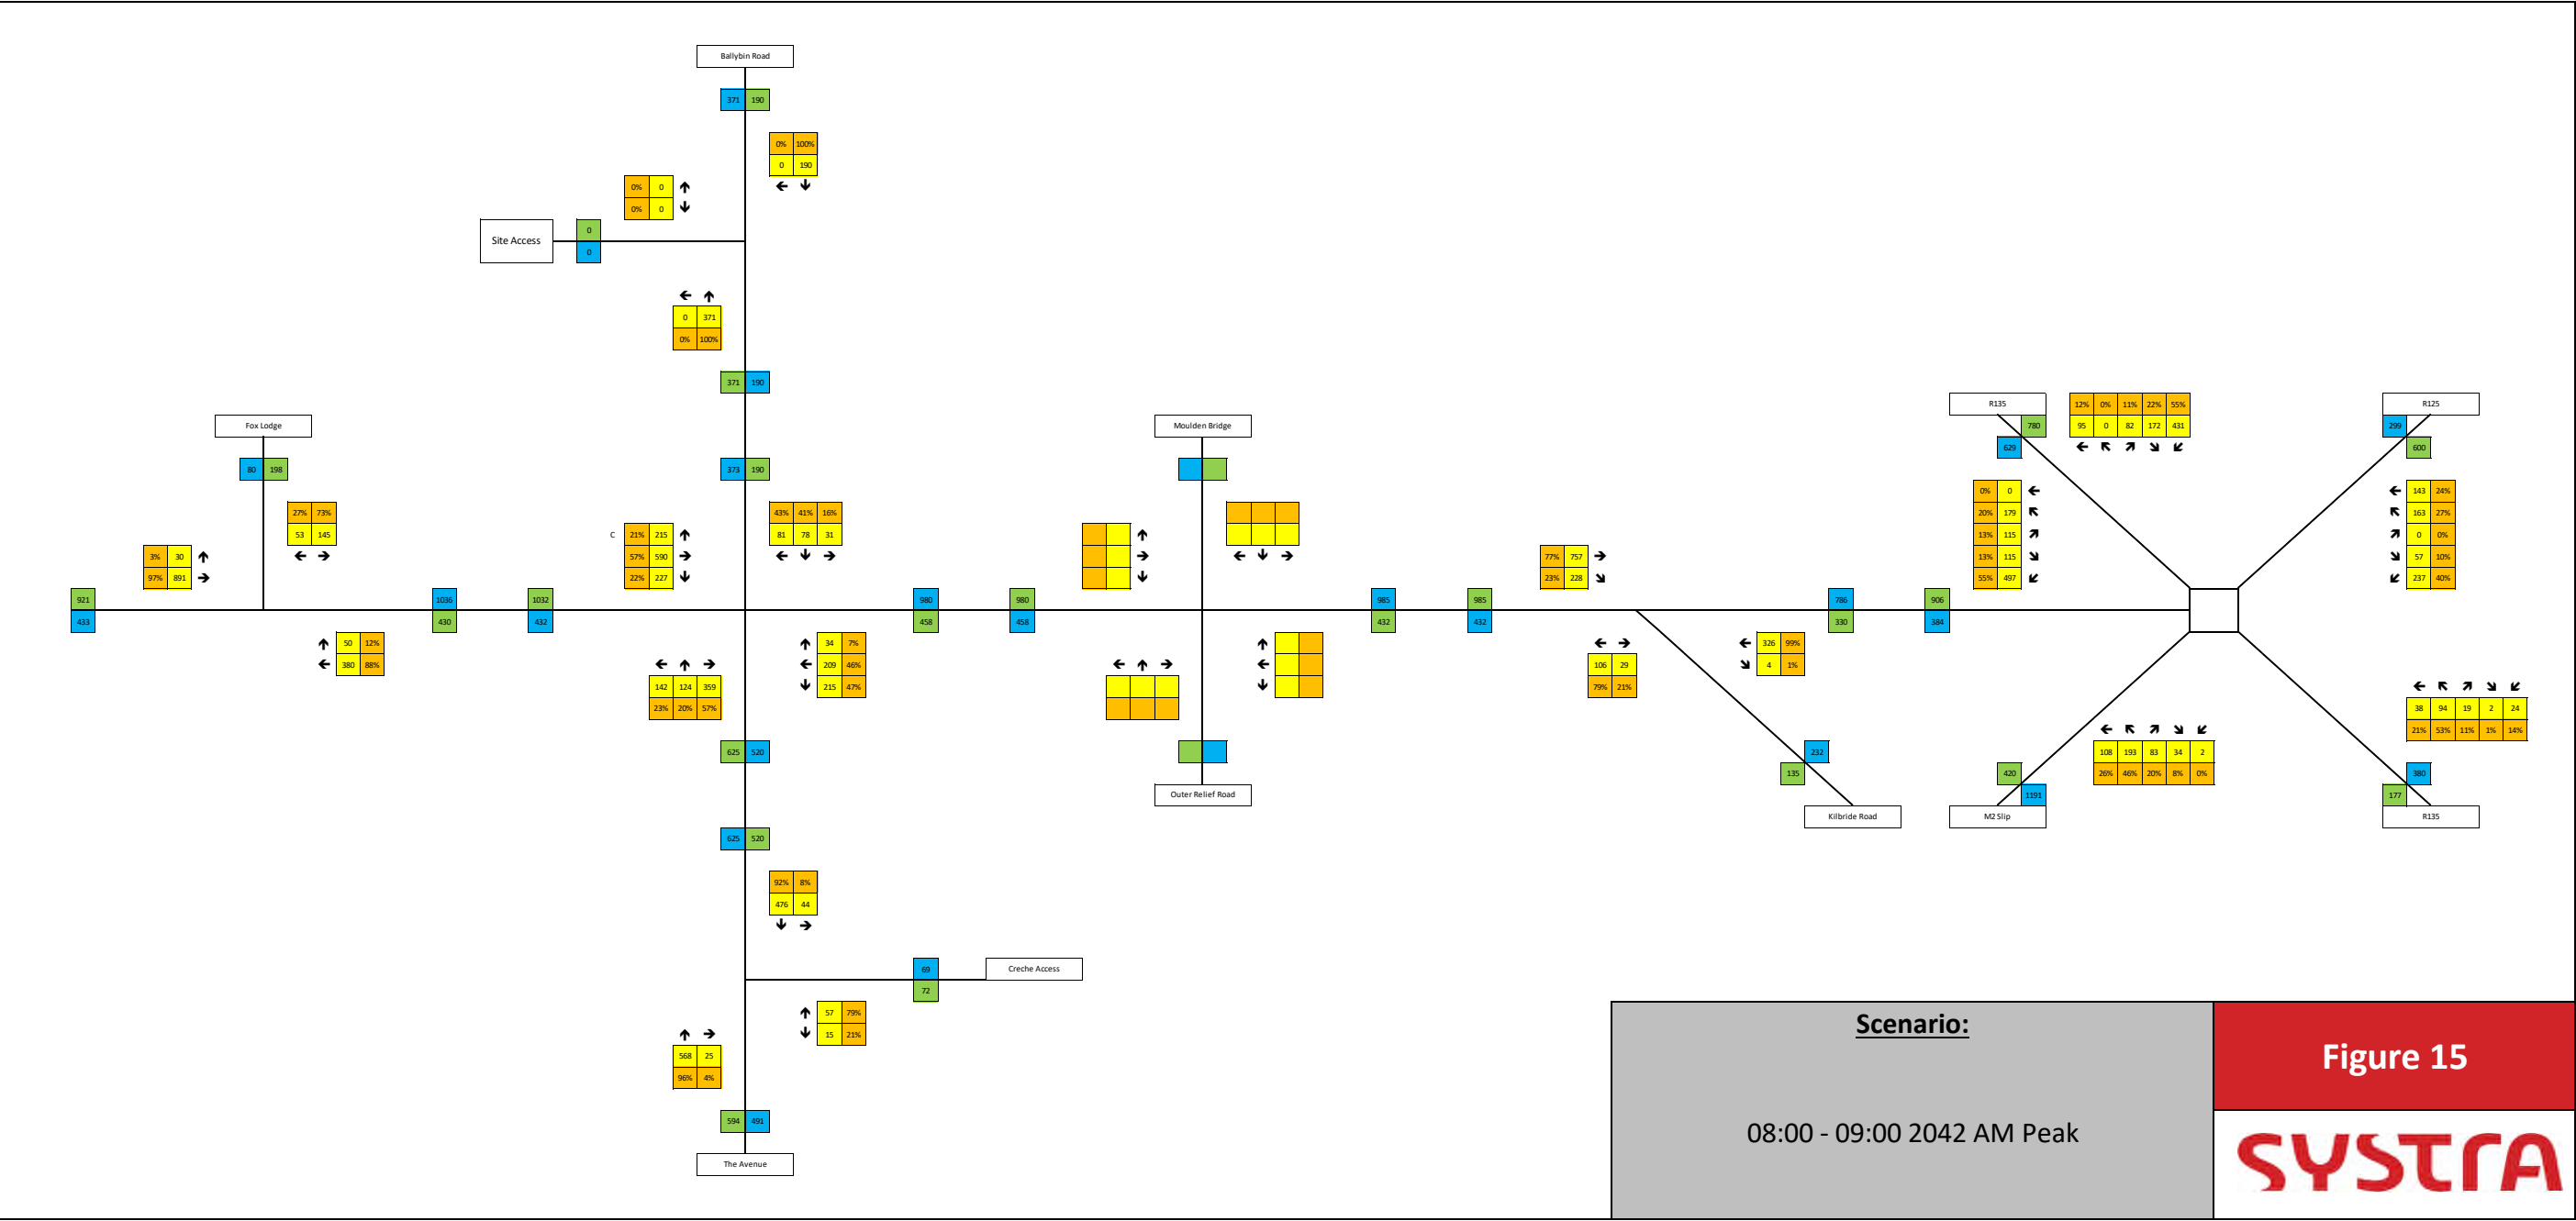 Ballybin Road
371 190
0% 100%
0 190
← ↓
0% 0 ↑
0% 0 ↓
Site Access
0
0
← ↑
0 371
0% 100%
371 190
Fox Lodge
80 198
27% 73%
53 145
← →
3% 30 ↑
97% 891 →
921
433
1036
430
↑ 50 12%
← 380 88%
1032
432
373 190
C 21% 215 ↑
57% 590 →
22% 227 ↓
43% 41% 16%
81 78 31
← ↓ →
← ↑ →
142 124 359
23% 20% 57%
↑ 34 7%
← 209 46%
↓ 215 47%
980
458
980
458
625 520
625 520
92% 8%
476 44
↓ →
69
72
Creche Access
↑ 57 79%
↓ 15 21%
↑ →
568 25
96% 4%
594 491
The Avenue
Moulden Bridge
↑
→
↓
← ↓ →
← ↑ →
↑
←
↓
Outer Relief Road
985
432
985
432
77% 757 →
23% 228 ↘
← →
106 29
79% 21%
← 326 99%
↘ 4 1%
786
330
906
384
232
135
Kilbride Road
R135
780
629
12% 0% 11% 22% 55%
95 0 82 172 431
← ↖ ↗ ↘ ↙
0% 0 ←
20% 179 ↖
13% 115 ↗
13% 115 ↘
55% 497 ↙
R125
299
600
← 143 24%
↖ 163 27%
↗ 0 0%
↘ 57 10%
↙ 237 40%
← ↖ ↗ ↘ ↙
108 193 83 34 2
26% 46% 20% 8% 0%
420
1191
M2 Slip
← ↖ ↗ ↘ ↙
38 94 19 2 24
21% 53% 11% 1% 14%
380
177
R135
Scenario:
08:00 - 09:00 2042 AM Peak
Figure 15
SYSTRA